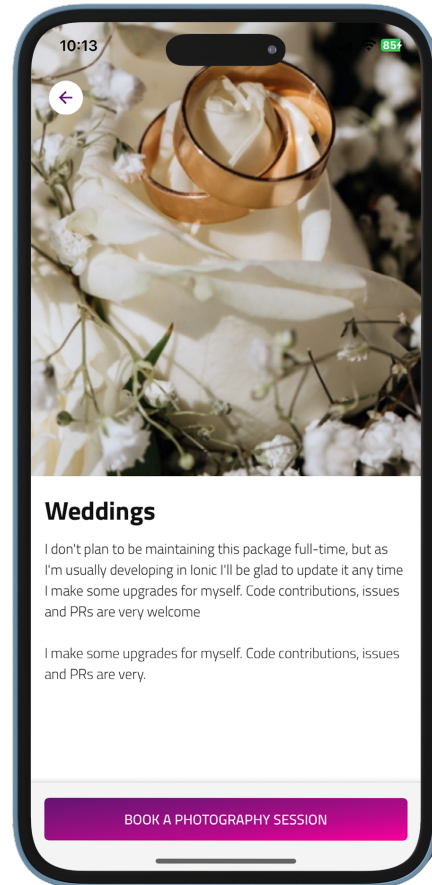 10:13
85
Weddings
I don't plan to be maintaining this package full-time, but as
I'm usually developing in Ionic I'll be glad to update it any time
I make some upgrades for myself. Code contributions, issues
and PRs are very welcome
I make some upgrades for myself. Code contributions, issues
and PRs are very.
BOOK A PHOTOGRAPHY SESSION